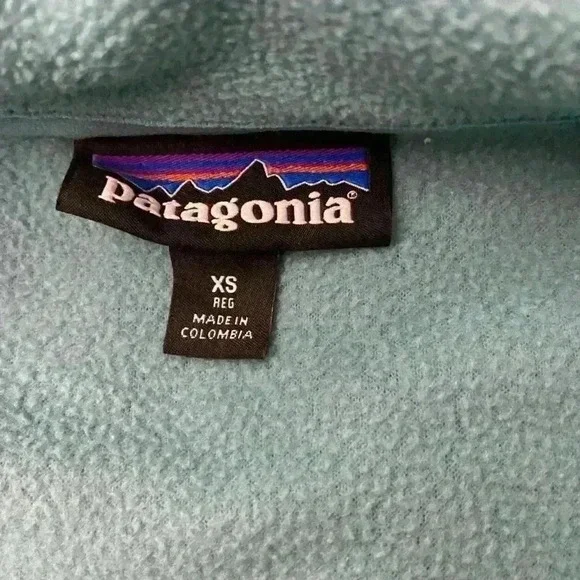 patagonia®
XS
REG
MADE IN
COLOMBIA